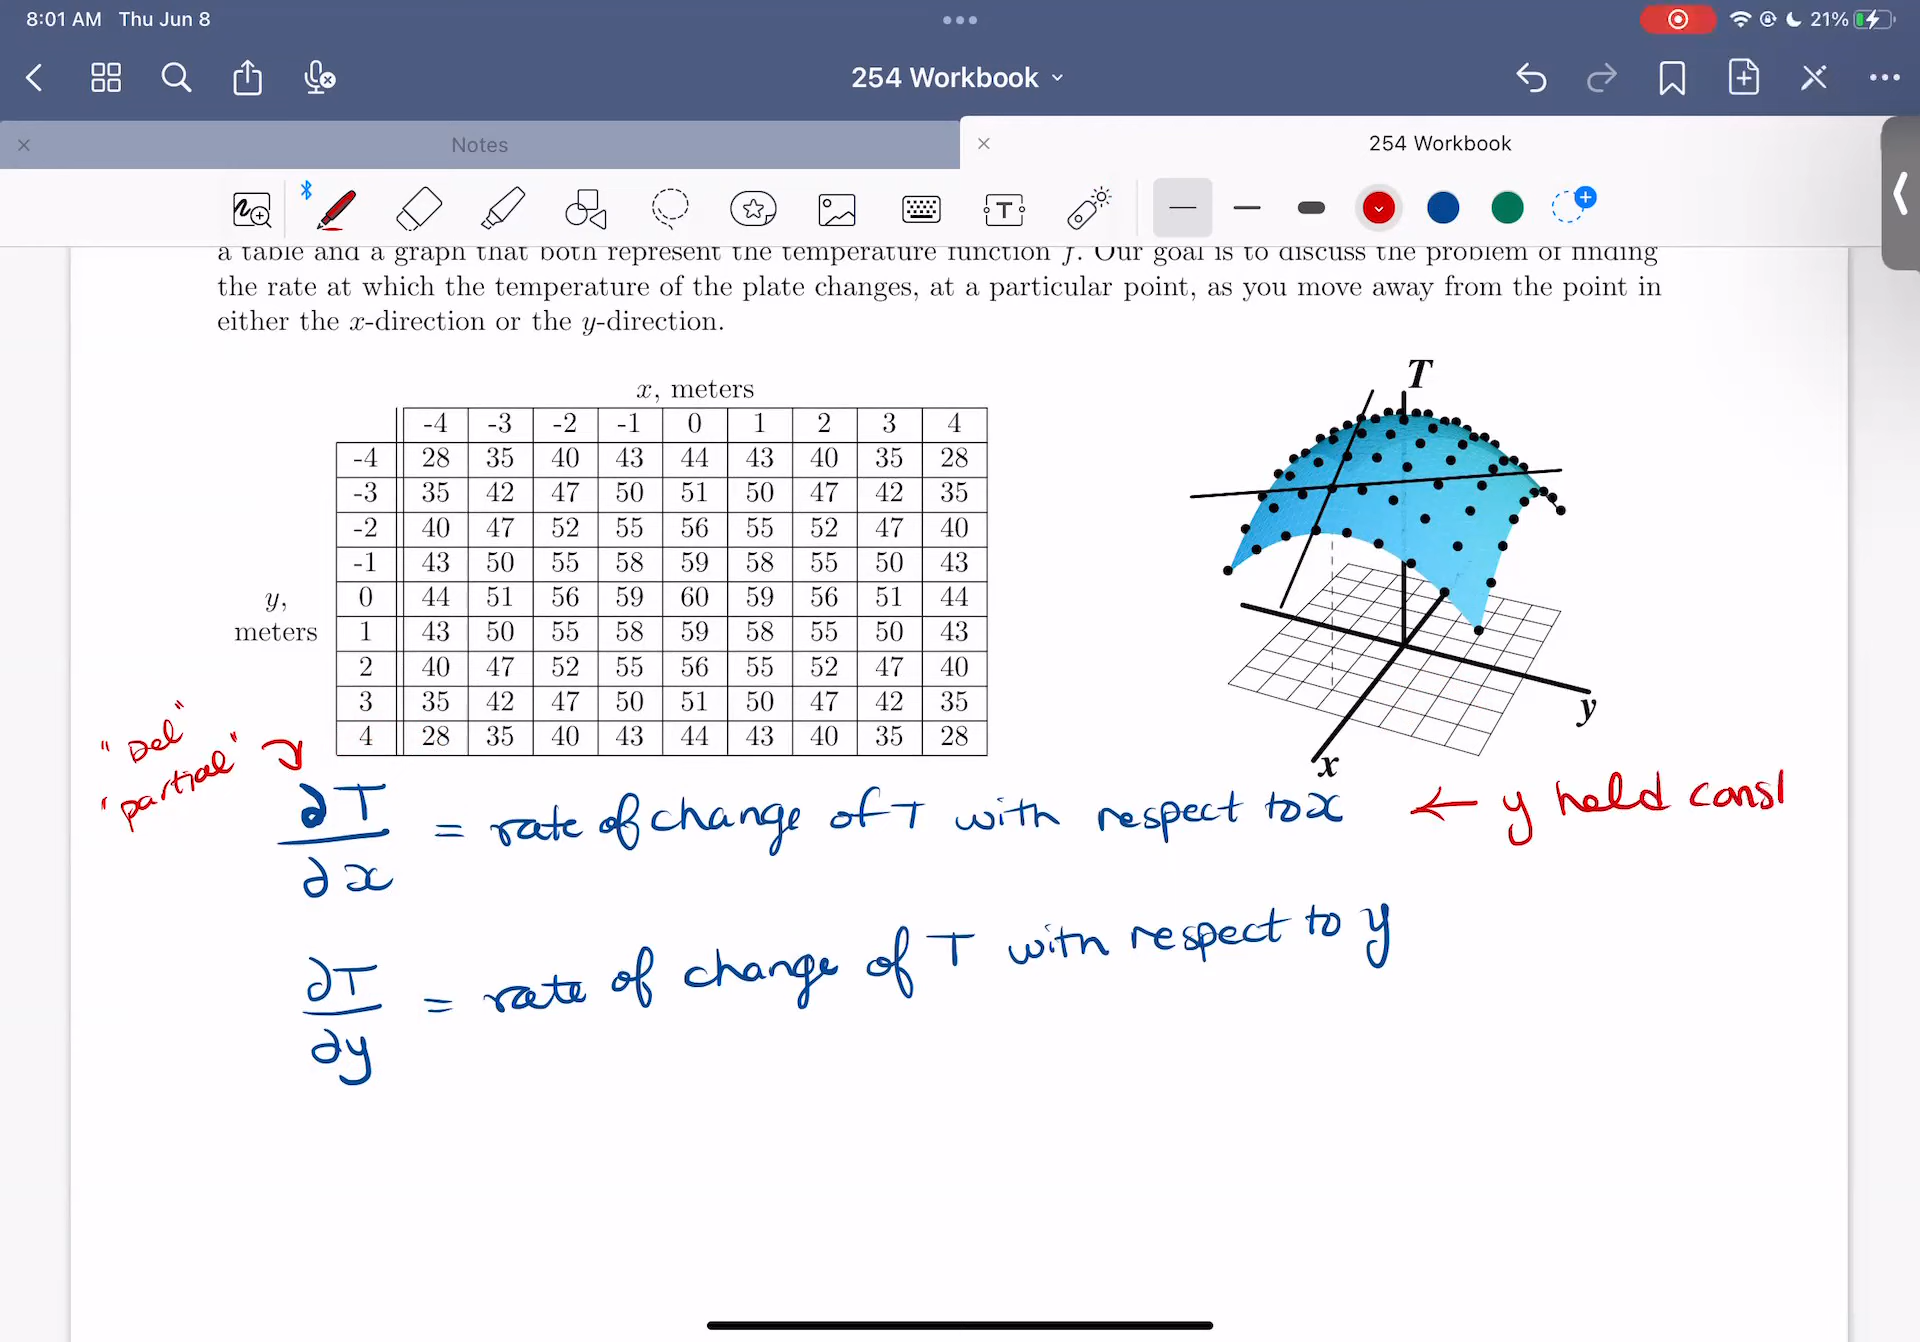 8:01 AM Thu Jun 8
21%
254 Workbook
Notes
254 Workbook
a table and a graph that both represent the temperature function f. Our goal is to discuss the problem of finding
the rate at which the temperature of the plate changes, at a particular point, as you move away from the point in
either the x-direction or the y-direction.
x, meters
-4 -3 -2 -1 0 1 2 3 4
-4 28 35 40 43 44 43 40 35 28
-3 35 42 47 50 51 50 47 42 35
-2 40 47 52 55 56 55 52 47 40
-1 43 50 55 58 59 58 55 50 43
y, meters
0 44 51 56 59 60 59 56 51 44
1 43 50 55 58 59 58 55 50 43
2 40 47 52 55 56 55 52 47 40
3 35 42 47 50 51 50 47 42 35
4 28 35 40 43 44 43 40 35 28
T
y
x
"Del"
"partial"
∂T/∂x = rate of change of T with respect to x ← y held const
∂T/∂y = rate of change of T with respect to y